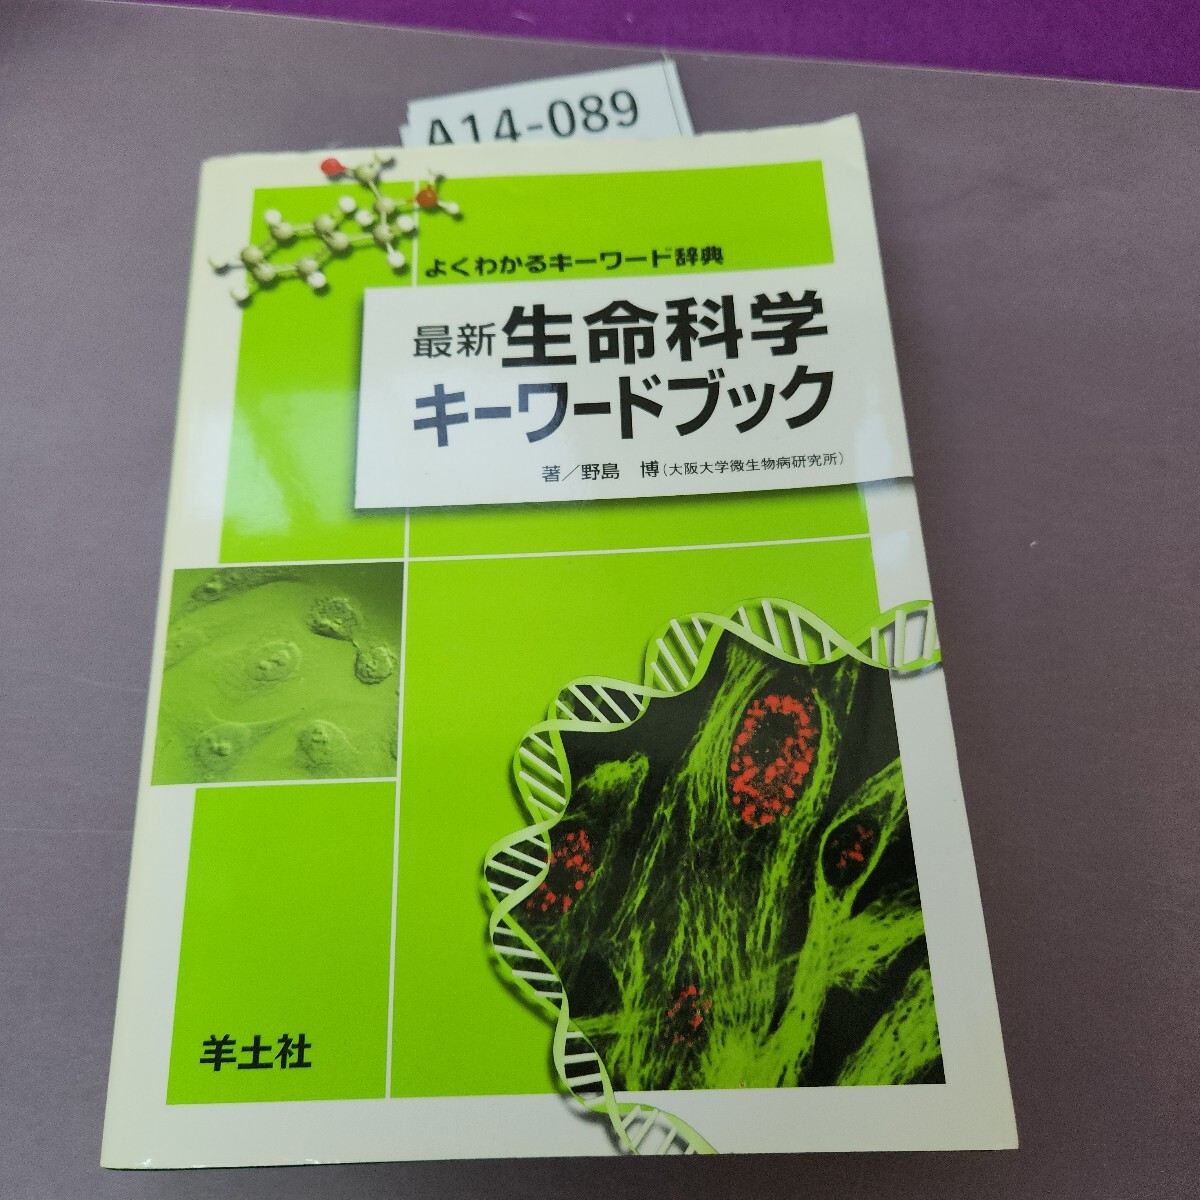 A14-089
よくわかるキーワード辞典
最新 生命科学
キーワードブック
著／野島 博（大阪大学微生物病研究所）
羊土社